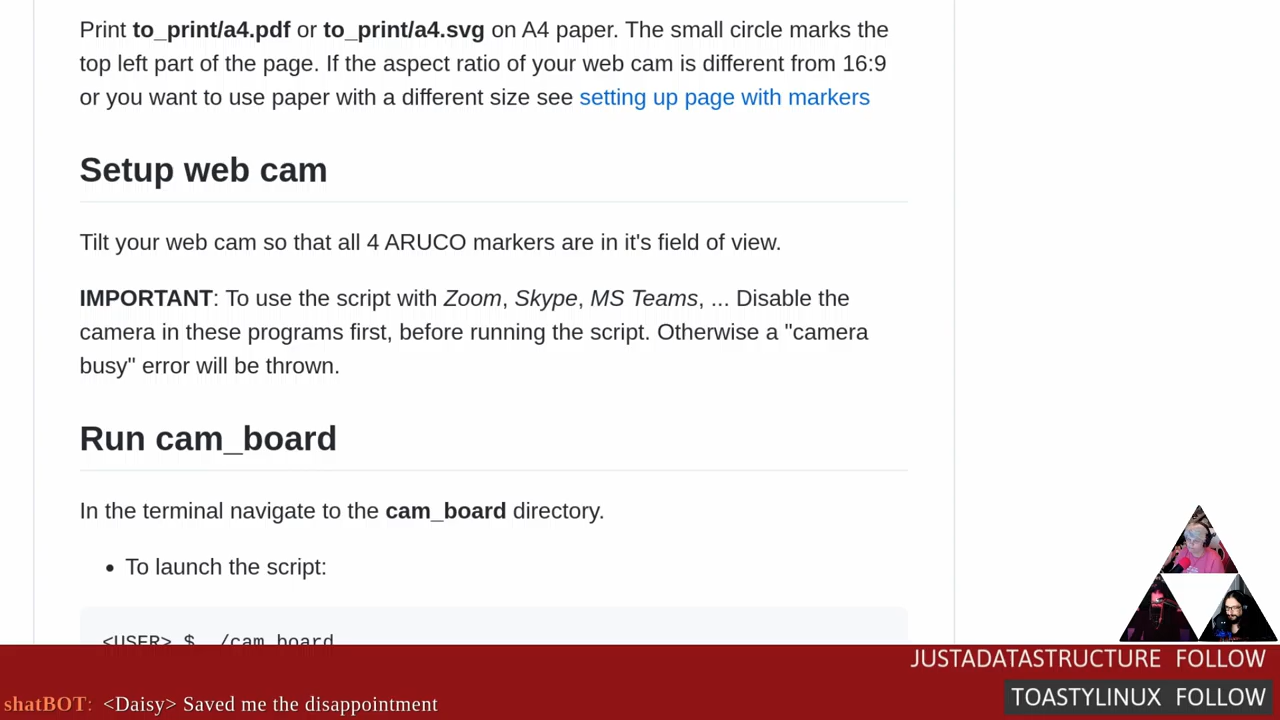 Print to_print/a4.pdf or to_print/a4.svg on A4 paper. The small circle marks the
top left part of the page. If the aspect ratio of your web cam is different from 16:9
or you want to use paper with a different size see setting up page with markers
Setup web cam
Tilt your web cam so that all 4 ARUCO markers are in it's field of view.
IMPORTANT: To use the script with Zoom, Skype, MS Teams, ... Disable the
camera in these programs first, before running the script. Otherwise a "camera
busy" error will be thrown.
Run cam_board
In the terminal navigate to the cam_board directory.
• To launch the script:
<USER> $ ./cam_board
JUSTADATASTRUCTURE FOLLOW
TOASTYLINUX FOLLOW
shatBOT: <Daisy> Saved me the disappointment